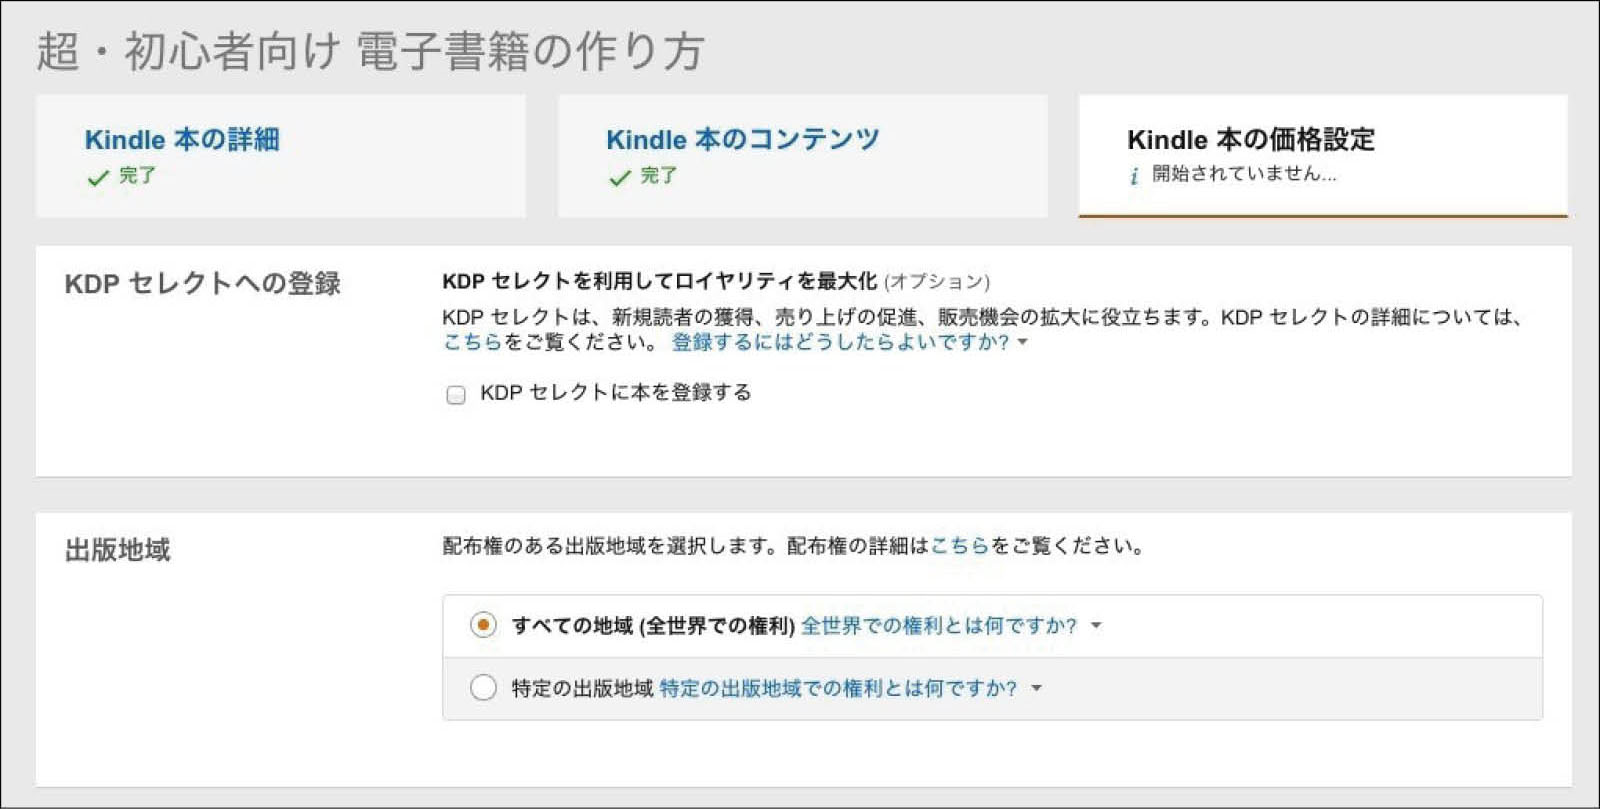 超・初心者向け 電子書籍の作り方
Kindle 本の詳細
完了
Kindle 本のコンテンツ
完了
Kindle 本の価格設定
i 開始されていません...
KDP セレクトへの登録
KDP セレクトを利用してロイヤリティを最大化 (オプション)
KDP セレクトは、新規読者の獲得、売り上げの促進、販売機会の拡大に役立ちます。KDP セレクトの詳細については、
こちらをご覧ください。 登録するにはどうしたらよいですか?
KDP セレクトに本を登録する
出版地域
配布権のある出版地域を選択します。配布権の詳細はこちらをご覧ください。
すべての地域 (全世界での権利) 全世界での権利とは何ですか?
特定の出版地域 特定の出版地域での権利とは何ですか?